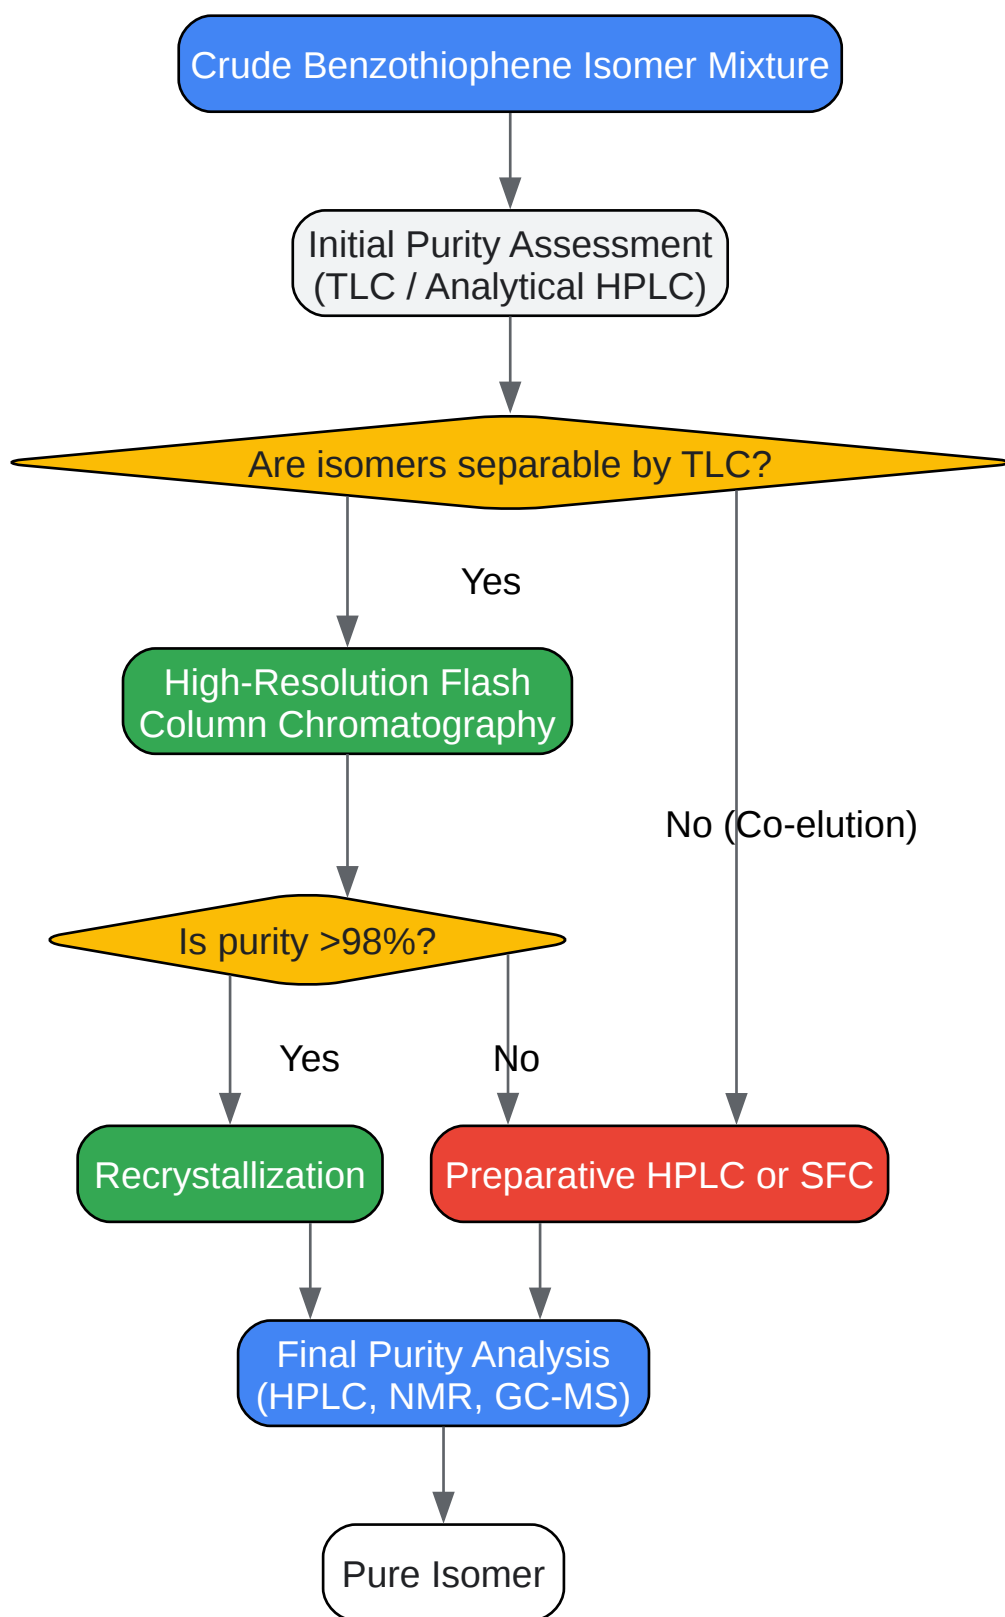 Crude Benzothiophene Isomer Mixture
Initial Purity Assessment
(TLC / Analytical HPLC)
Are isomers separable by TLC?
Yes
High-Resolution Flash
Column Chromatography
No (Co-elution)
Is purity >98%?
Yes
No
Recrystallization
Preparative HPLC or SFC
Final Purity Analysis
(HPLC, NMR, GC-MS)
Pure Isomer